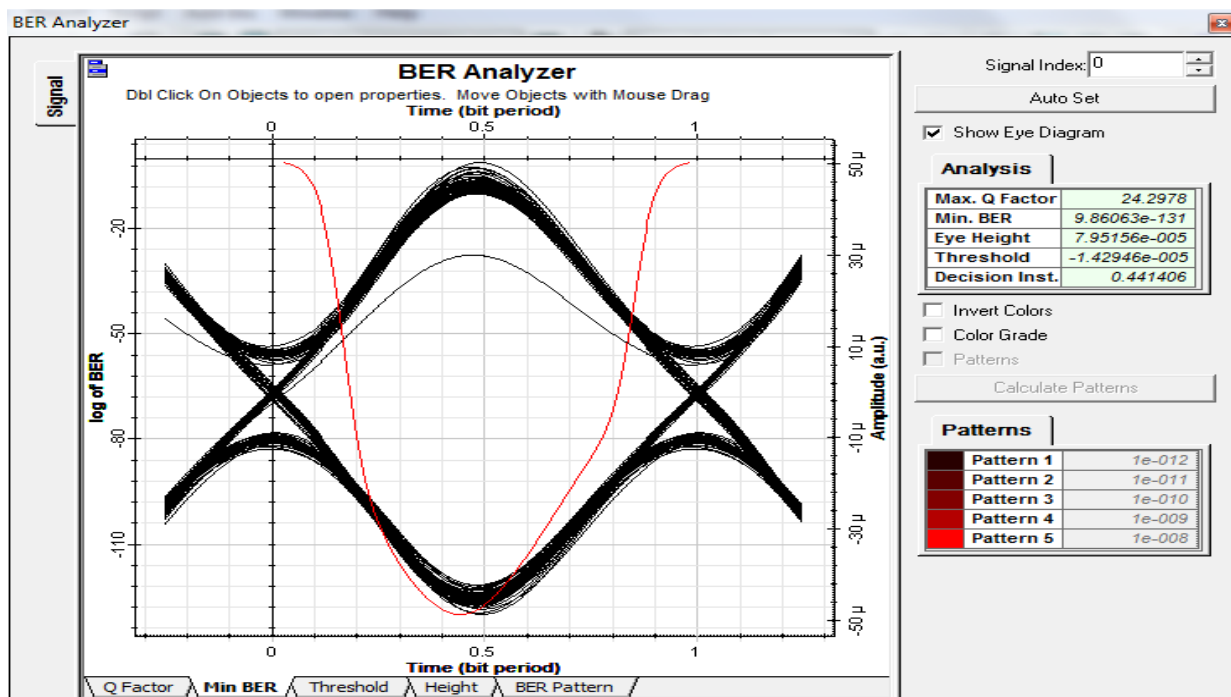 BER Analyzer
Signal
BER Analyzer
Dbl Click On Objects to open properties. Move Objects with Mouse Drag
Time (bit period)
0 0.5 1
log of BER
-20
-50
-80
-110
Amplitude (a.u.)
50 µ
30 µ
10 µ
-10 µ
-30 µ
-50 µ
0 0.5 1
Time (bit period)
Q Factor Min BER Threshold Height BER Pattern
Signal Index: 0
Auto Set
Show Eye Diagram
Analysis
Max. Q Factor 24.2978
Min. BER 9.86063e-131
Eye Height 7.95156e-005
Threshold -1.42946e-005
Decision Inst. 0.441406
Invert Colors
Color Grade
Patterns
Calculate Patterns
Patterns
Pattern 1 1e-012
Pattern 2 1e-011
Pattern 3 1e-010
Pattern 4 1e-009
Pattern 5 1e-008